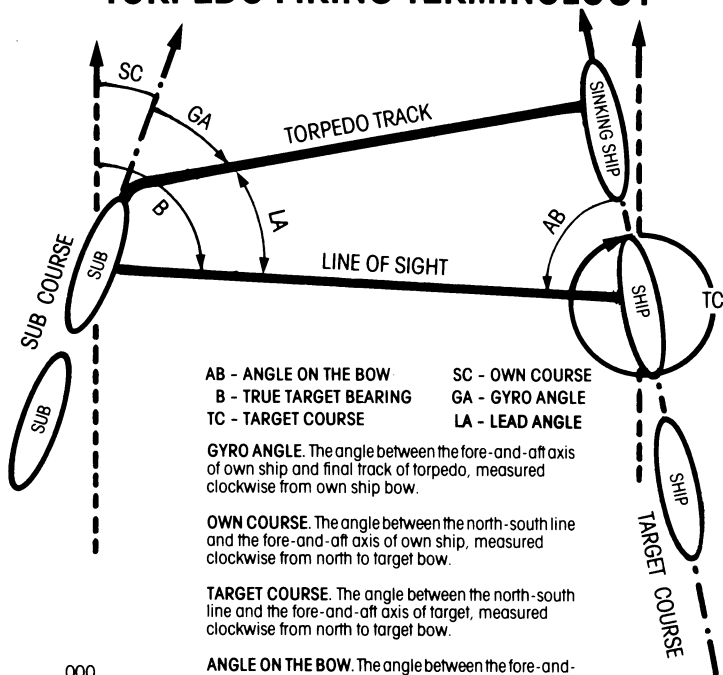 TORPEDO FIRING TERMINOLOGY
SC
GA
TORPEDO TRACK
SINKING SHIP
B
LA
AB
SUB
SUB COURSE
LINE OF SIGHT
SHIP
TC
SUB
AB - ANGLE ON THE BOW
SC - OWN COURSE
B - TRUE TARGET BEARING
GA - GYRO ANGLE
TC - TARGET COURSE
LA - LEAD ANGLE
SHIP
TARGET COURSE
GYRO ANGLE. The angle between the fore-and-aft axis
of own ship and final track of torpedo, measured
clockwise from own ship bow.
OWN COURSE. The angle between the north-south line
and the fore-and-aft axis of own ship, measured
clockwise from north to target bow.
TARGET COURSE. The angle between the north-south
line and the fore-and-aft axis of target, measured
clockwise from north to target bow.
000
ANGLE ON THE BOW. The angle between the fore-and-